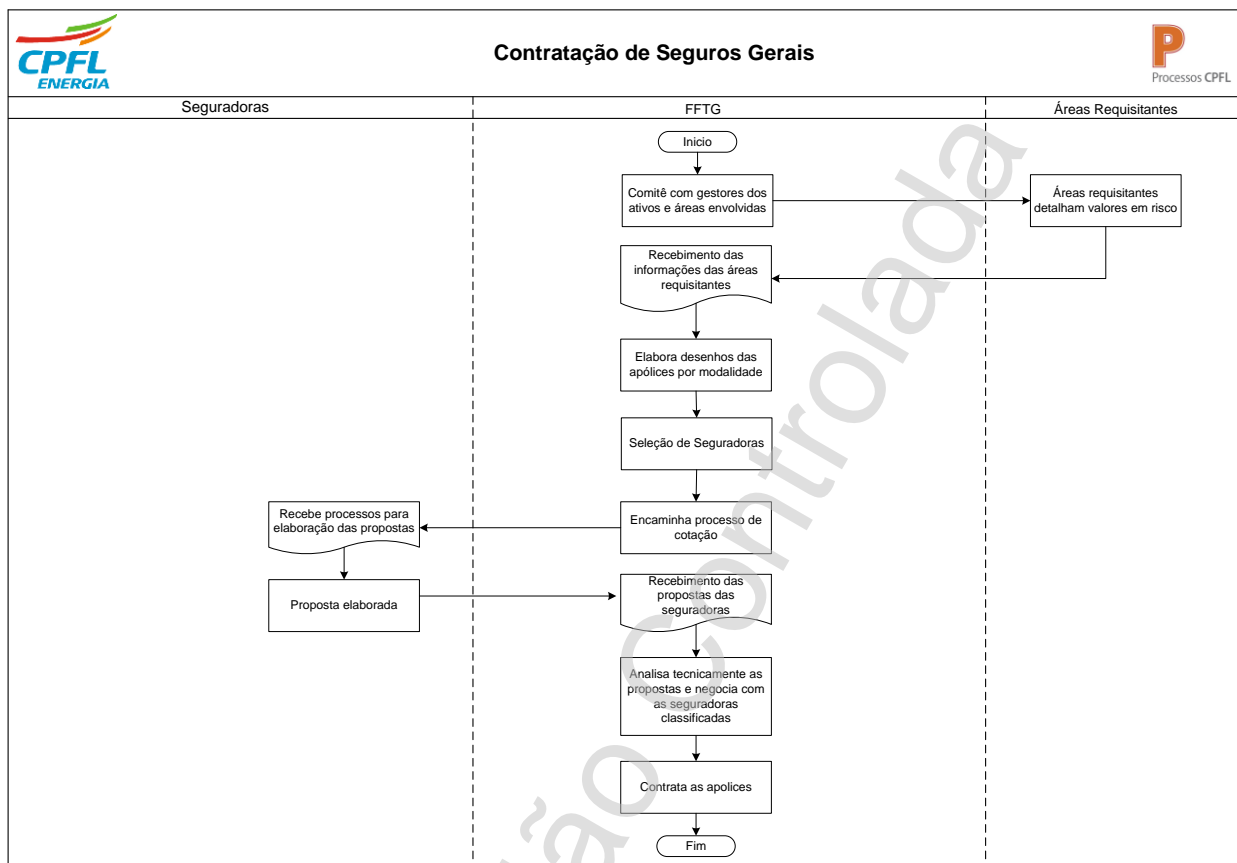 CPFL
ENERGIA
Contratação de Seguros Gerais
P
Processos CPFL
Seguradoras
FFTG
Áreas Requisitantes
Inicio
Comitê com gestores dos
ativos e áreas envolvidas
Áreas requisitantes
detalham valores em risco
Recebimento das
informações das áreas
requisitantes
Elabora desenhos das
apólices por modalidade
Seleção de Seguradoras
Encaminha processo de
cotação
Recebe processos para
elaboração das propostas
Proposta elaborada
Recebimento das
propostas das
seguradoras
Analisa tecnicamente as
propostas e negocia com
as seguradoras
classificadas
Contrata as apolices
Fim
ão Controlada